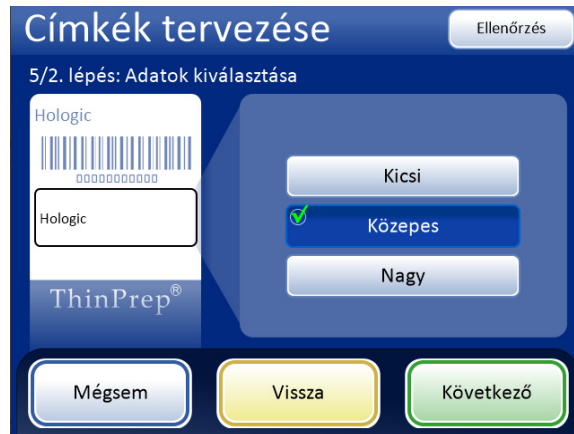 Címkék tervezése
Ellenőrzés
5/2. lépés: Adatok kiválasztása
Hologic
00000000000
Hologic
ThinPrep®
Kicsi
Közepes
Nagy
Mégsem
Vissza
Következő